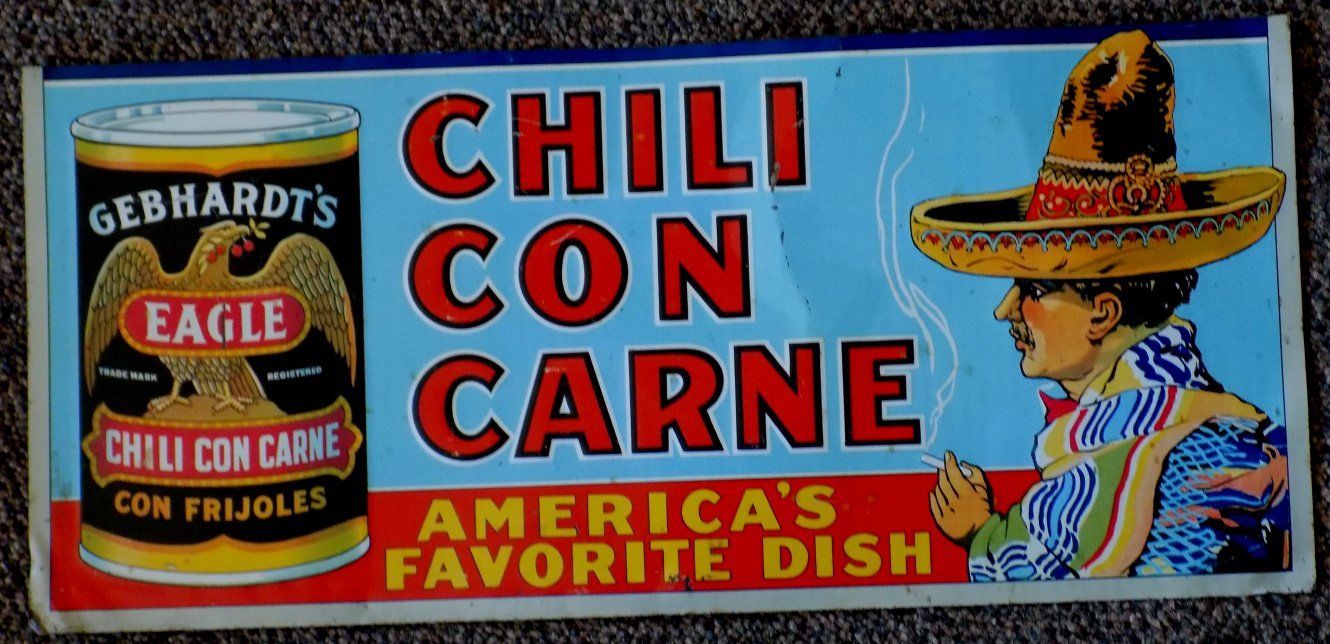 GEBHARDT'S
EAGLE
TRADE MARK REGISTERED
CHILI CON CARNE
CON FRIJOLES
CHILI
CON
CARNE
AMERICA'S
FAVORITE DISH